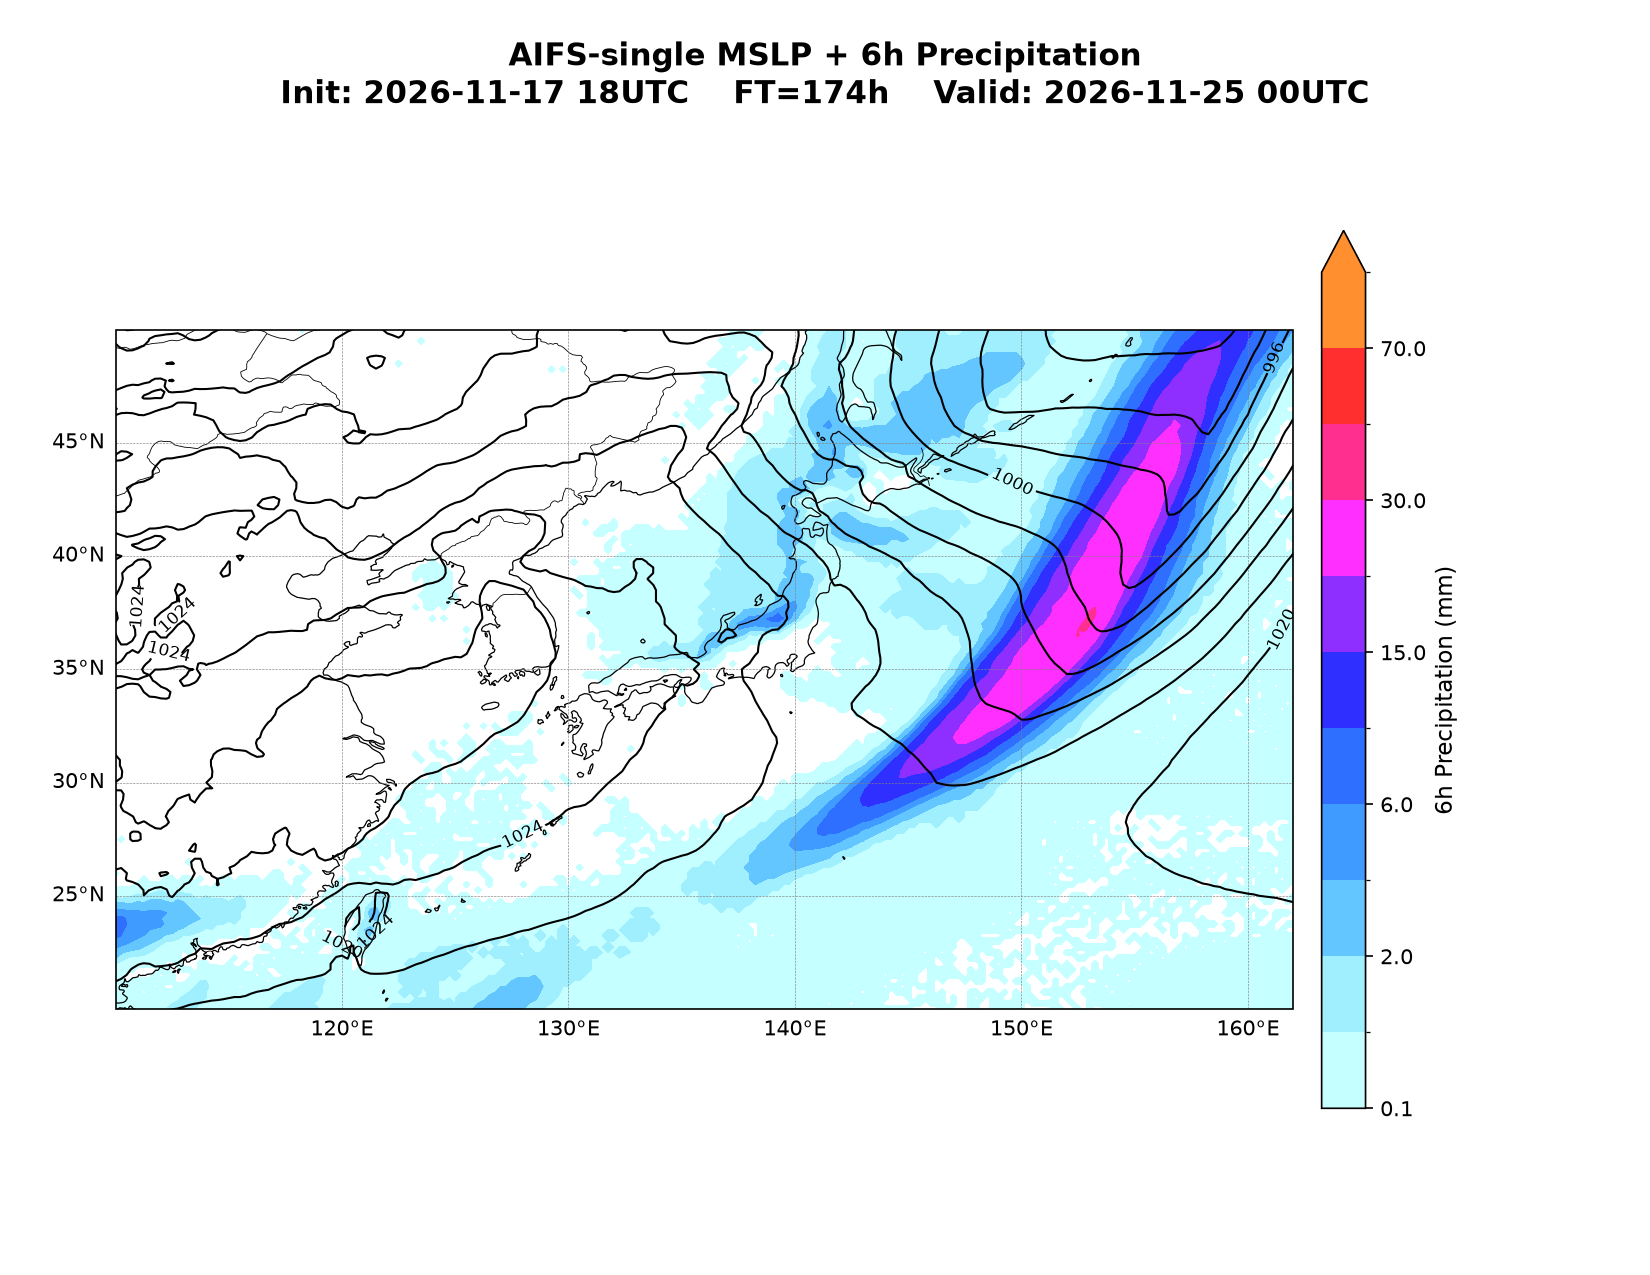 AIFS-single MSLP + 6h Precipitation
Init: 2026-11-17 18UTC    FT=174h    Valid: 2026-11-25 00UTC
996
45°N
1000
40°N
1024
1024
1020
1024
35°N
30°N
1024
25°N
1024
120°E
130°E
140°E
150°E
160°E
70.0
30.0
15.0
6.0
2.0
0.1
6h Precipitation (mm)